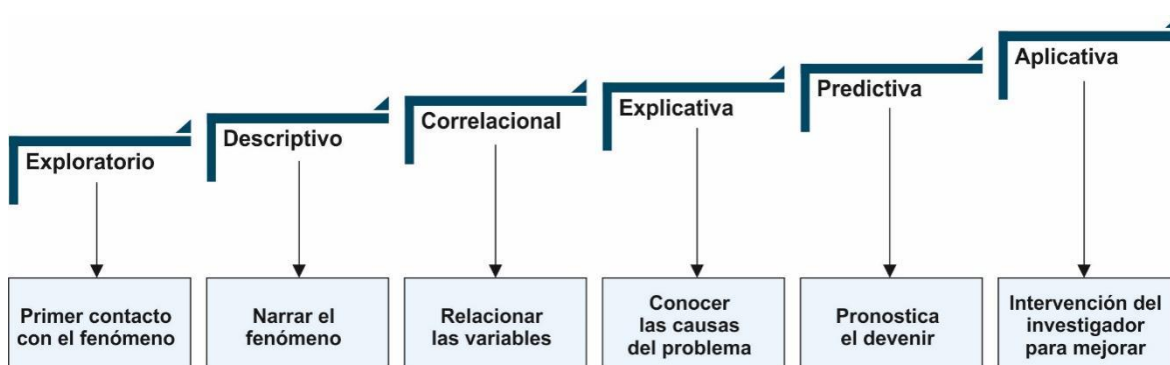 Exploratorio
Descriptivo
Correlacional
Explicativa
Predictiva
Aplicativa
Primer contacto
con el fenómeno
Narrar el
fenómeno
Relacionar
las variables
Conocer
las causas
del problema
Pronostica
el devenir
Intervención del
investigador
para mejorar